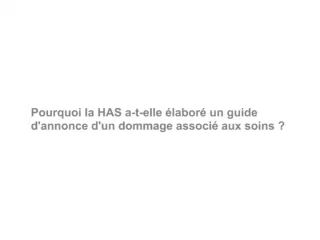 Pourquoi la HAS a-t-elle élaboré un guide
d'annonce d'un dommage associé aux soins ?